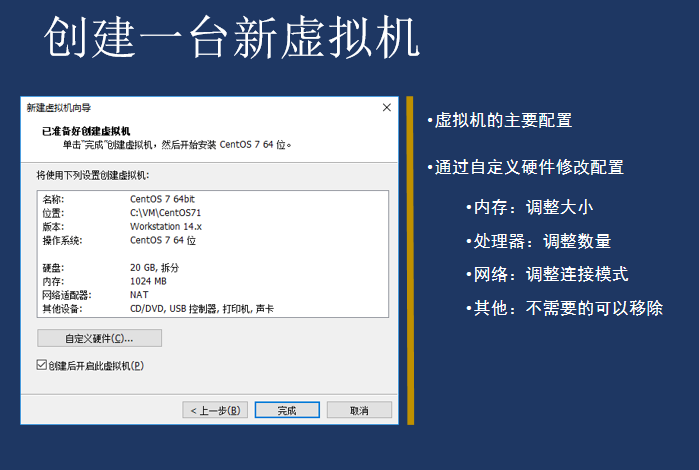 创建一台新虚拟机
新建虚拟机向导
已准备好创建虚拟机
单击"完成"创建虚拟机，然后开始安装 CentOS 7 64 位。
将使用下列设置创建虚拟机:
名称: CentOS 7 64bit
位置: C:\VM\CentOS71
版本: Workstation 14.x
操作系统: CentOS 7 64 位
硬盘: 20 GB, 拆分
内存: 1024 MB
网络适配器: NAT
其他设备: CD/DVD, USB 控制器, 打印机, 声卡
自定义硬件(C)...
创建后开启此虚拟机(P)
< 上一步(B) 完成 取消
•虚拟机的主要配置
•通过自定义硬件修改配置
•内存：调整大小
•处理器：调整数量
•网络：调整连接模式
•其他：不需要的可以移除